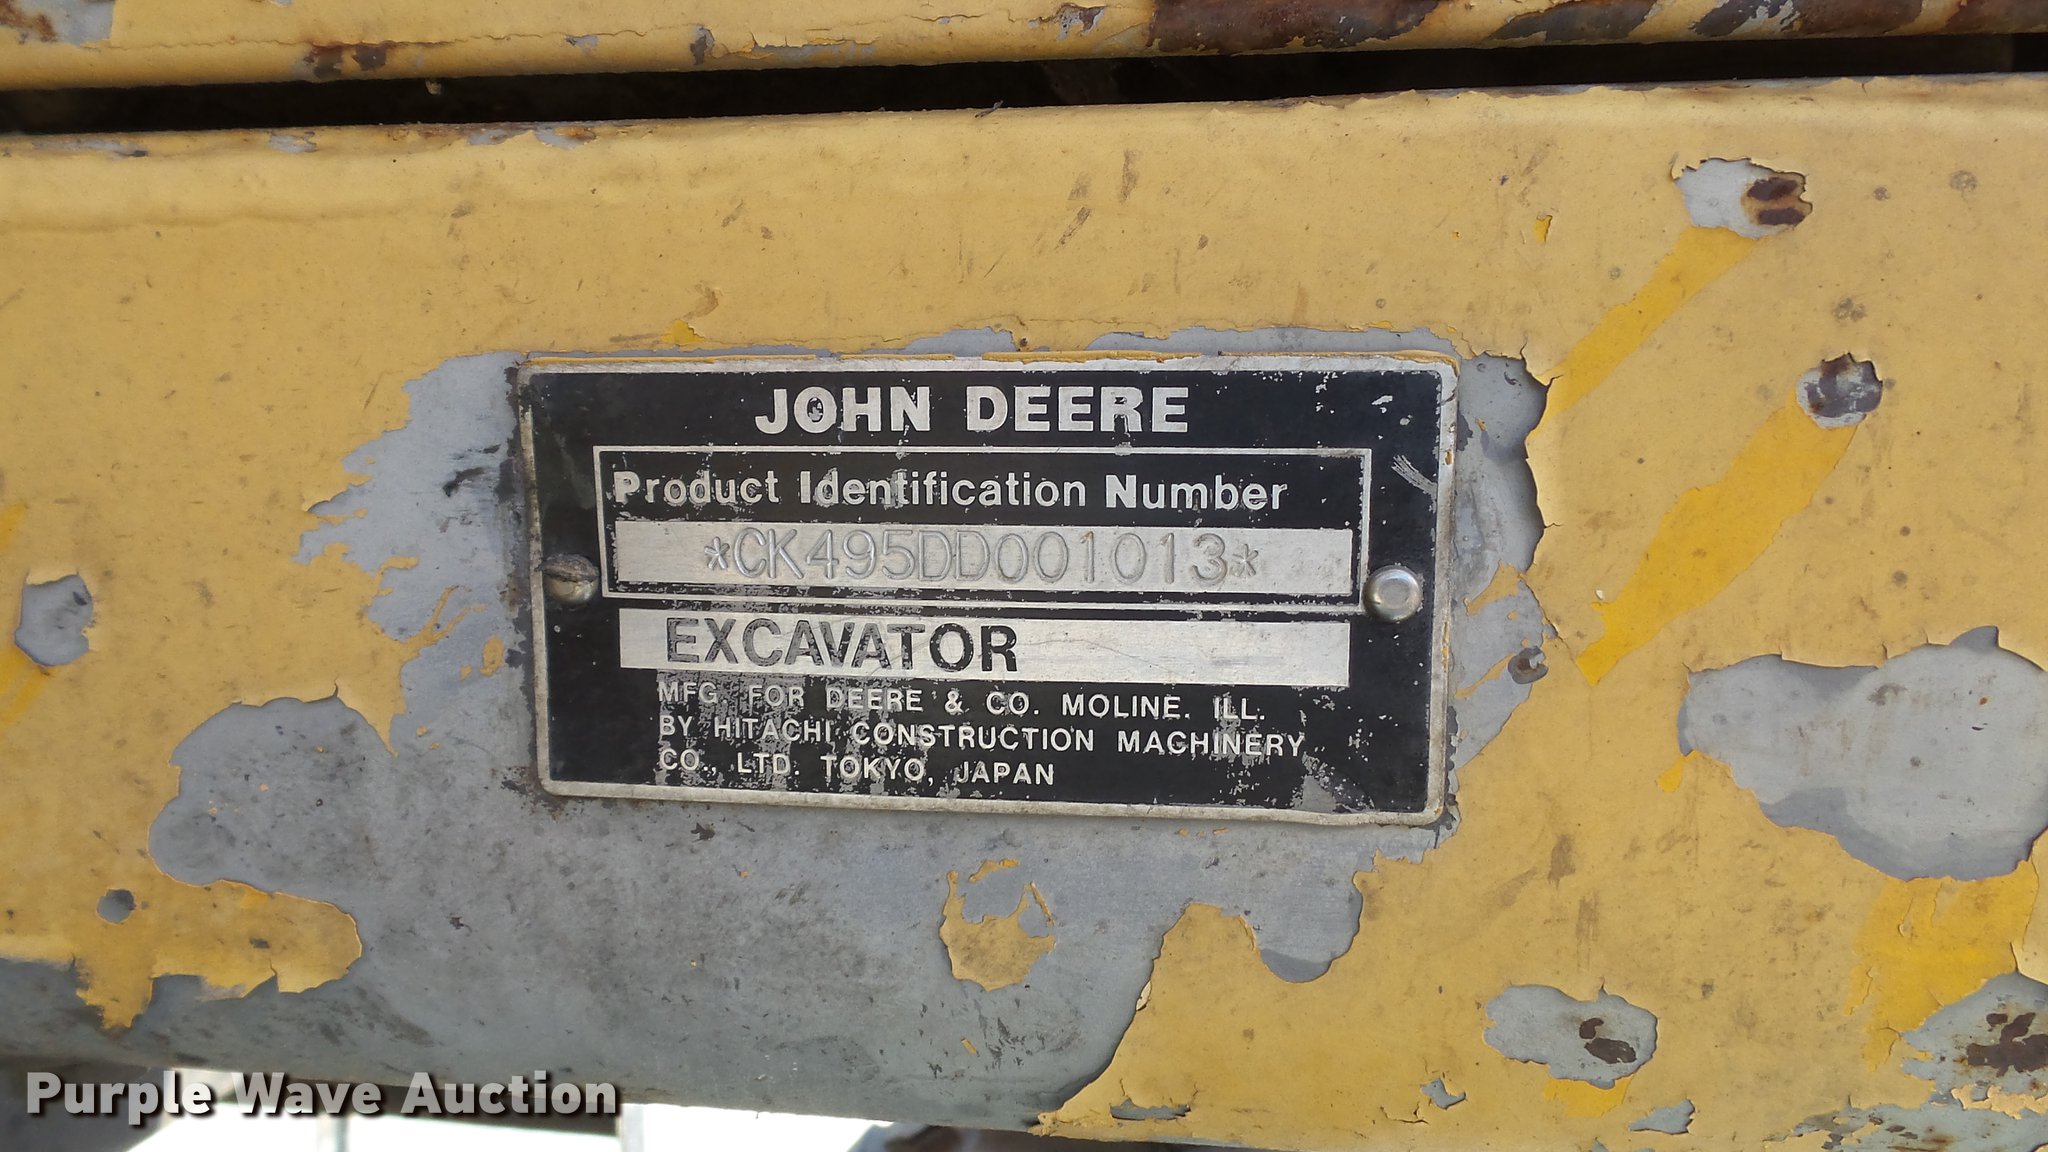 JOHN DEERE
Product Identification Number
*CK495DD001013*
EXCAVATOR
MFG. FOR DEERE & CO. MOLINE. ILL.
BY HITACHI CONSTRUCTION MACHINERY
CO., LTD. TOKYO, JAPAN
Purple Wave Auction